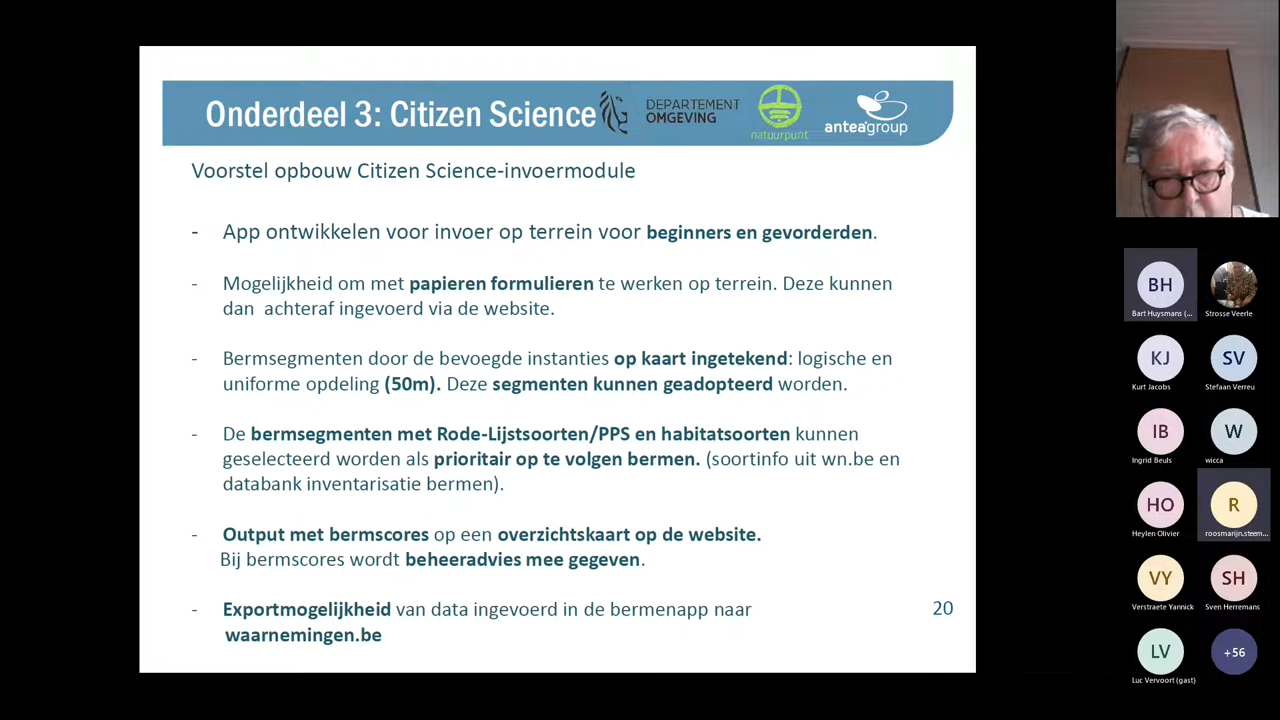 Onderdeel 3: Citizen Science
DEPARTEMENT
OMGEVING
natuurpunt
anteagroup
Voorstel opbouw Citizen Science-invoermodule
- App ontwikkelen voor invoer op terrein voor beginners en gevorderden.
- Mogelijkheid om met papieren formulieren te werken op terrein. Deze kunnen
dan achteraf ingevoerd via de website.
- Bermsegmenten door de bevoegde instanties op kaart ingetekend: logische en
uniforme opdeling (50m). Deze segmenten kunnen geadopteerd worden.
- De bermsegmenten met Rode-Lijstsoorten/PPS en habitatsoorten kunnen
geselecteerd worden als prioritair op te volgen bermen. (soortinfo uit wn.be en
databank inventarisatie bermen).
- Output met bermscores op een overzichtskaart op de website.
Bij bermscores wordt beheeradvies mee gegeven.
- Exportmogelijkheid van data ingevoerd in de bermenapp naar
waarnemingen.be
20
BH
Bart Huysmans (...
Strosse Veerle
KJ
Kurt Jacobs
SV
Stefaan Verreu
IB
Ingrid Beuls
W
wicca
HO
Heylen Olivier
R
roosmarijn.steem...
VY
Verstraete Yannick
SH
Sven Herremans
LV
Luc Vervoort (gast)
+56